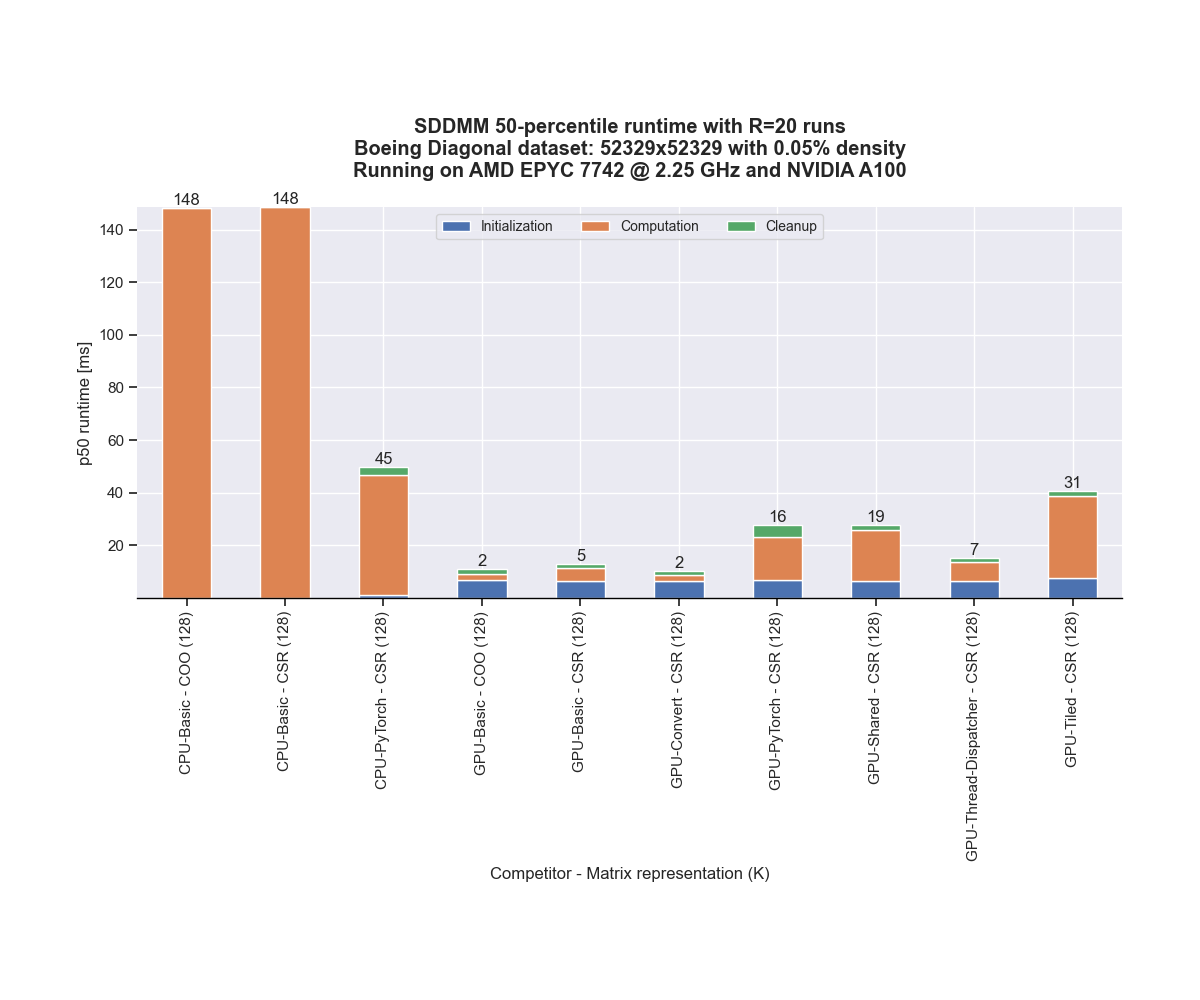 SDDMM 50-percentile runtime with R=20 runs
Boeing Diagonal dataset: 52329x52329 with 0.05% density
Running on AMD EPYC 7742 @ 2.25 GHz and NVIDIA A100
148
148
45
2
5
2
16
19
7
31
Initialization
Computation
Cleanup
p50 runtime [ms]
140
120
100
80
60
40
20
CPU-Basic - COO (128)
CPU-Basic - CSR (128)
CPU-PyTorch - CSR (128)
GPU-Basic - COO (128)
GPU-Basic - CSR (128)
GPU-Convert - CSR (128)
GPU-PyTorch - CSR (128)
GPU-Shared - CSR (128)
GPU-Thread-Dispatcher - CSR (128)
GPU-Tiled - CSR (128)
Competitor - Matrix representation (K)